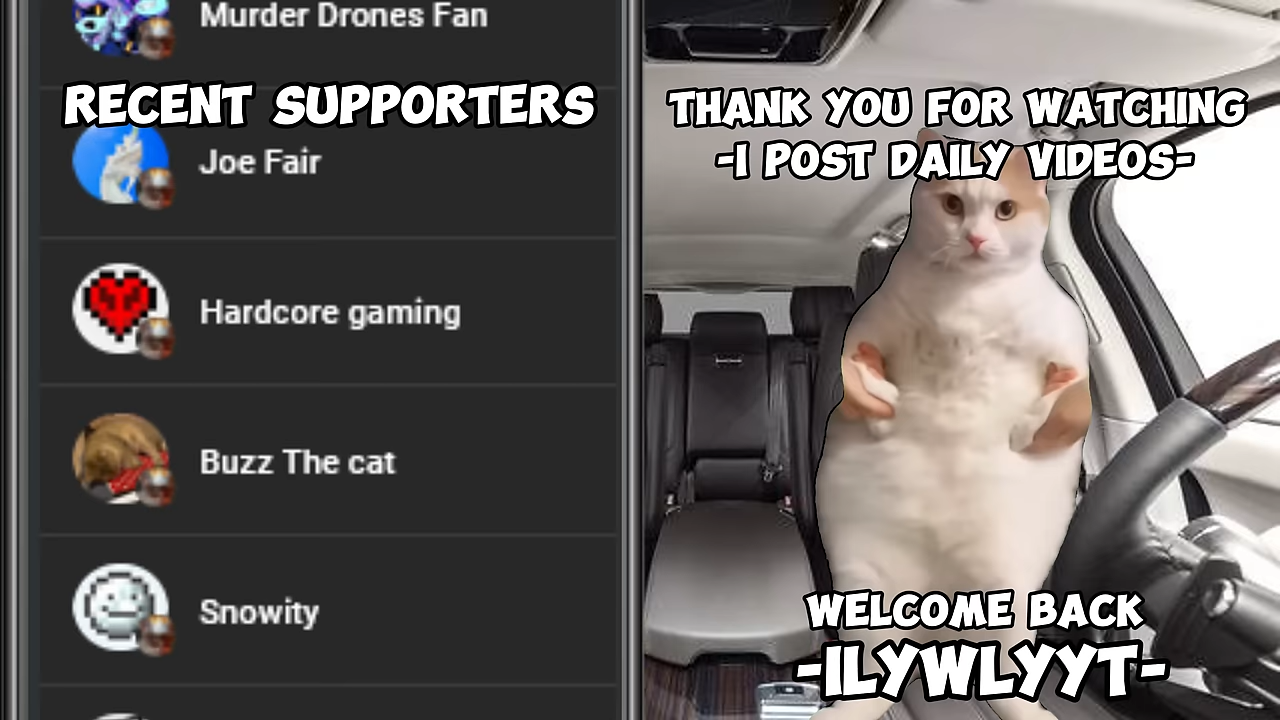 Murder Drones Fan
RECENT SUPPORTERS
Joe Fair
Hardcore gaming
Buzz The cat
Snowity
THANK YOU FOR WATCHING
-I POST DAILY VIDEOS-
WELCOME BACK
-ILYWLYYT-